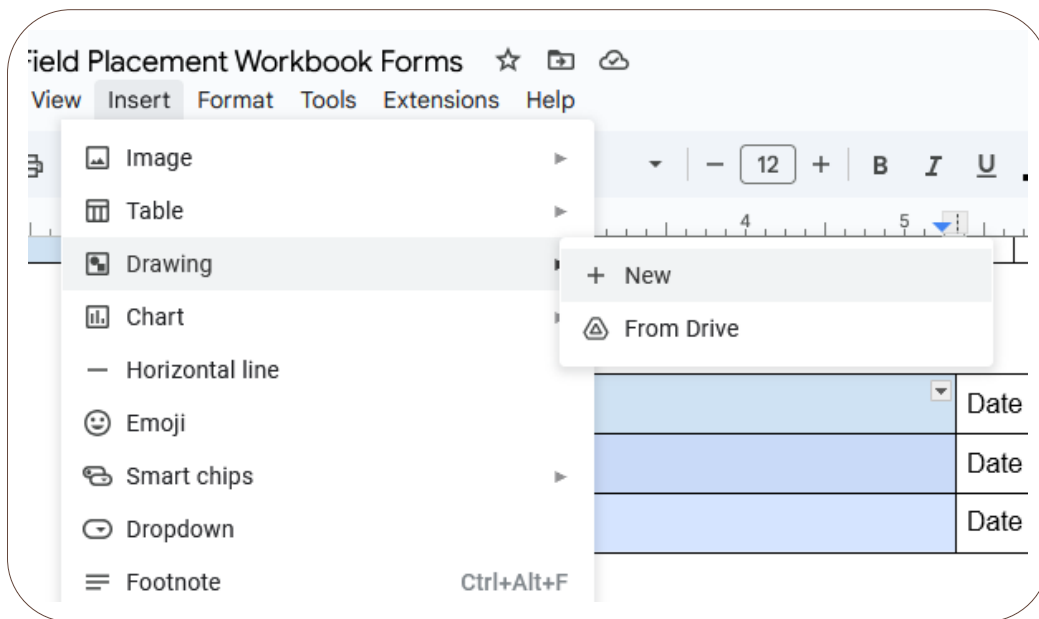 Field Placement Workbook Forms
View Insert Format Tools Extensions Help
Image
12 B I U
Table
4 5
Drawing
New
Chart
From Drive
Horizontal line
Date
Emoji
Date
Smart chips
Date
Dropdown
Footnote Ctrl+Alt+F